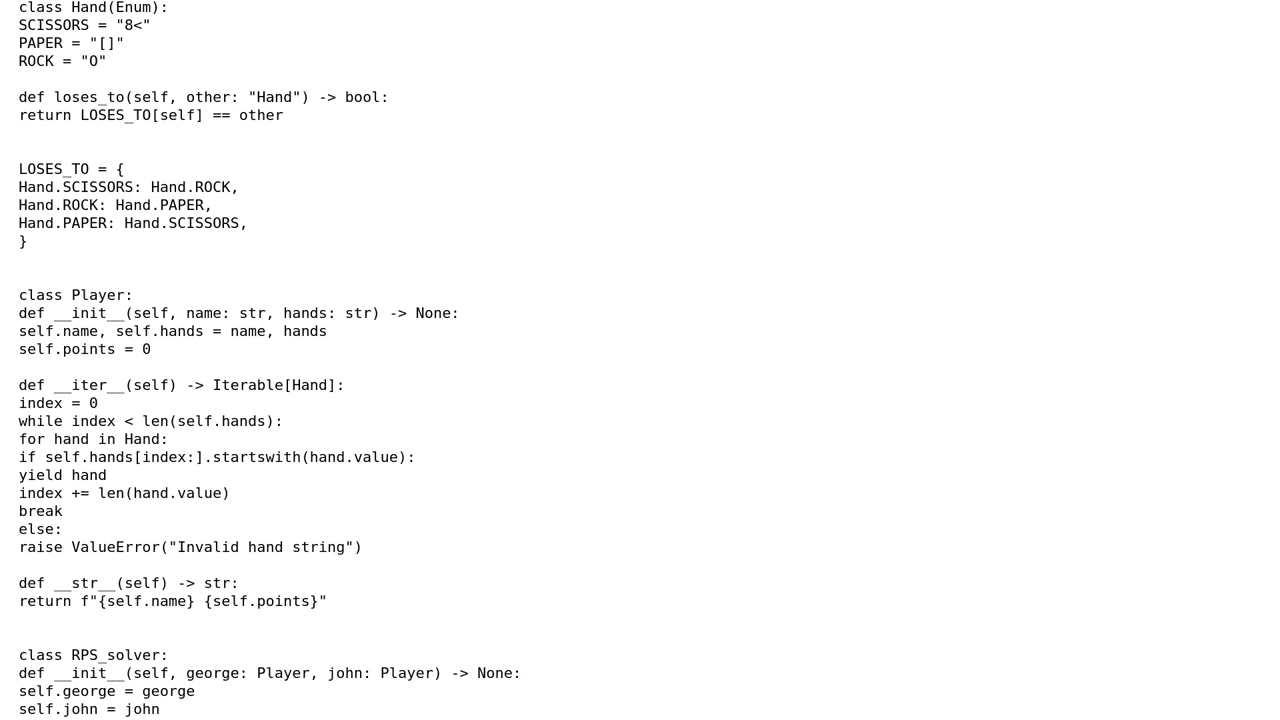 class Hand(Enum):
SCISSORS = "8<"
PAPER = "[]"
ROCK = "O"

def loses_to(self, other: "Hand") -> bool:
return LOSES_TO[self] == other


LOSES_TO = {
Hand.SCISSORS: Hand.ROCK,
Hand.ROCK: Hand.PAPER,
Hand.PAPER: Hand.SCISSORS,
}


class Player:
def __init__(self, name: str, hands: str) -> None:
self.name, self.hands = name, hands
self.points = 0

def __iter__(self) -> Iterable[Hand]:
index = 0
while index < len(self.hands):
for hand in Hand:
if self.hands[index:].startswith(hand.value):
yield hand
index += len(hand.value)
break
else:
raise ValueError("Invalid hand string")

def __str__(self) -> str:
return f"{self.name} {self.points}"


class RPS_solver:
def __init__(self, george: Player, john: Player) -> None:
self.george = george
self.john = john